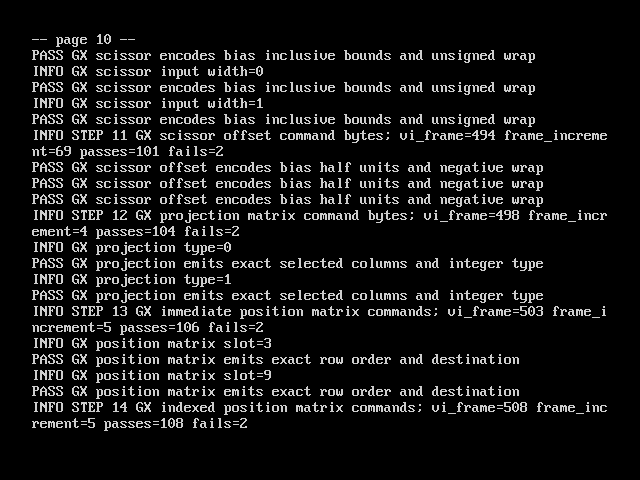 -- page 10 --
PASS GX scissor encodes bias inclusive bounds and unsigned wrap
INFO GX scissor input width=0
PASS GX scissor encodes bias inclusive bounds and unsigned wrap
INFO GX scissor input width=1
PASS GX scissor encodes bias inclusive bounds and unsigned wrap
INFO STEP 11 GX scissor offset command bytes; vi_frame=494 frame_increme
nt=69 passes=101 fails=2
PASS GX scissor offset encodes bias half units and negative wrap
PASS GX scissor offset encodes bias half units and negative wrap
PASS GX scissor offset encodes bias half units and negative wrap
INFO STEP 12 GX projection matrix command bytes; vi_frame=498 frame_incr
ement=4 passes=104 fails=2
INFO GX projection type=0
PASS GX projection emits exact selected columns and integer type
INFO GX projection type=1
PASS GX projection emits exact selected columns and integer type
INFO STEP 13 GX immediate position matrix commands; vi_frame=503 frame_i
ncrement=5 passes=106 fails=2
INFO GX position matrix slot=3
PASS GX position matrix emits exact row order and destination
INFO GX position matrix slot=9
PASS GX position matrix emits exact row order and destination
INFO STEP 14 GX indexed position matrix commands; vi_frame=508 frame_inc
rement=5 passes=108 fails=2